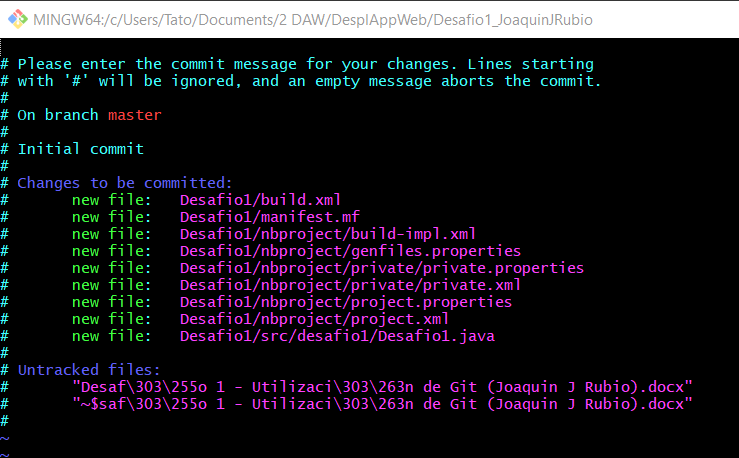 MINGW64:/c/Users/Tato/Documents/2 DAW/DesplAppWeb/Desafio1_JoaquinJRubio
# Please enter the commit message for your changes. Lines starting
# with '#' will be ignored, and an empty message aborts the commit.
#
# On branch master
#
# Initial commit
#
# Changes to be committed:
#       new file:   Desafio1/build.xml
#       new file:   Desafio1/manifest.mf
#       new file:   Desafio1/nbproject/build-impl.xml
#       new file:   Desafio1/nbproject/genfiles.properties
#       new file:   Desafio1/nbproject/private/private.properties
#       new file:   Desafio1/nbproject/private/private.xml
#       new file:   Desafio1/nbproject/project.properties
#       new file:   Desafio1/nbproject/project.xml
#       new file:   Desafio1/src/desafio1/Desafio1.java
#
# Untracked files:
#       "Desaf\303\255o 1 - Utilizaci\303\263n de Git (Joaquin J Rubio).docx"
#       "~$saf\303\255o 1 - Utilizaci\303\263n de Git (Joaquin J Rubio).docx"
#
~
~